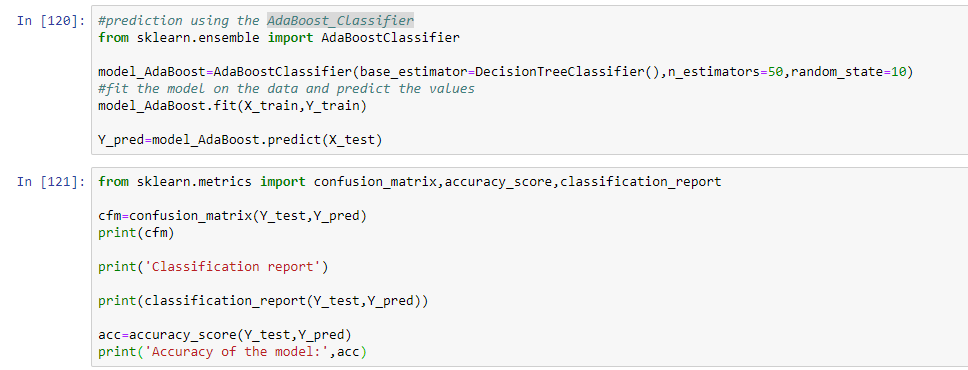 In [120]:
#prediction using the AdaBoost_Classifier
from sklearn.ensemble import AdaBoostClassifier
model_AdaBoost=AdaBoostClassifier(base_estimator=DecisionTreeClassifier(),n_estimators=50,random_state=10)
#fit the model on the data and predict the values
model_AdaBoost.fit(X_train,Y_train)
Y_pred=model_AdaBoost.predict(X_test)
In [121]:
from sklearn.metrics import confusion_matrix,accuracy_score,classification_report
cfm=confusion_matrix(Y_test,Y_pred)
print(cfm)
print('Classification report')
print(classification_report(Y_test,Y_pred))
acc=accuracy_score(Y_test,Y_pred)
print('Accuracy of the model:',acc)